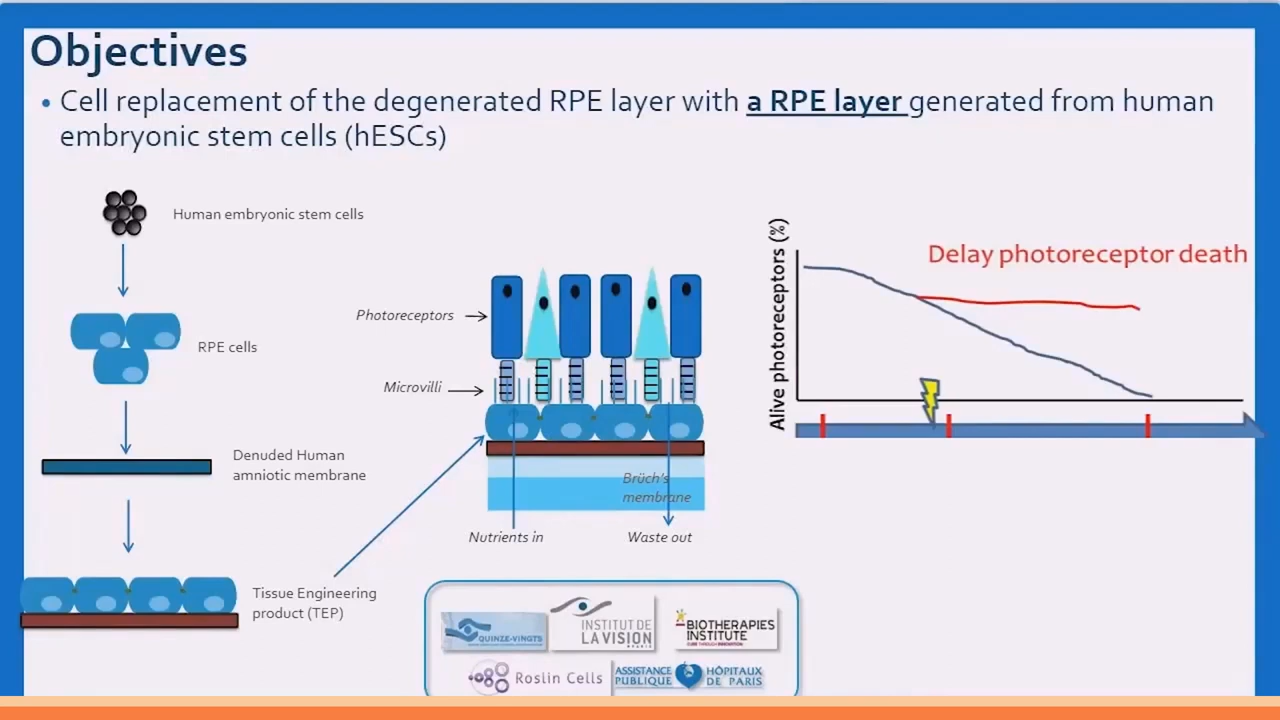 Objectives
• Cell replacement of the degenerated RPE layer with a RPE layer generated from human
embryonic stem cells (hESCs)
Human embryonic stem cells
RPE cells
Denuded Human
amniotic membrane
Tissue Engineering
product (TEP)
Photoreceptors
Microvilli
Brüch's
membrane
Nutrients in
Waste out
Alive photoreceptors (%)
Delay photoreceptor death
QUINZE-VINGTS
INSTITUT DE
LA VISION
BIOTHERAPIES
INSTITUTE
Roslin Cells
ASSISTANCE
PUBLIQUE
HÔPITAUX
DE PARIS